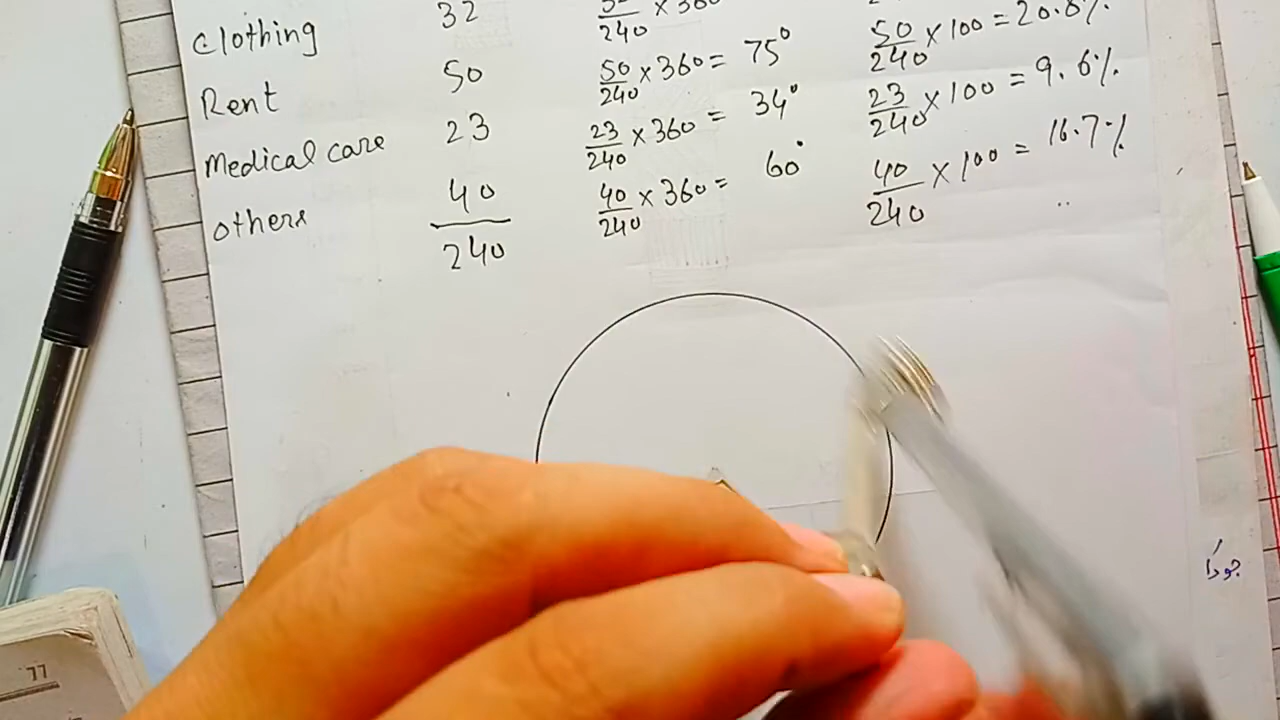 Clothing 32 /240 × 360
Rent 50 50/240 × 360 = 75° 50/240 × 100 = 20.8%
Medical care 23 23/240 × 360 = 34° 23/240 × 100 = 9.6%
others 40 40/240 × 360 = 60° 40/240 × 100 = 16.7%
240
77